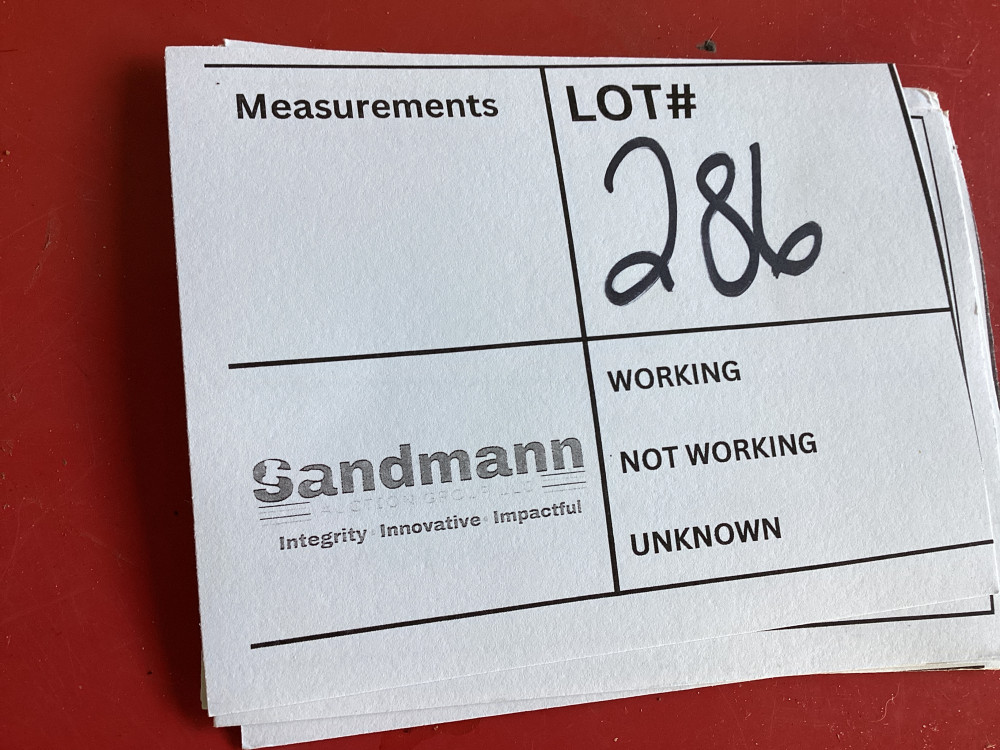 Measurements
LOT#
286
WORKING
NOT WORKING
UNKNOWN
Sandmann
AUCTION GROUP LLC
Integrity · Innovative · Impactful